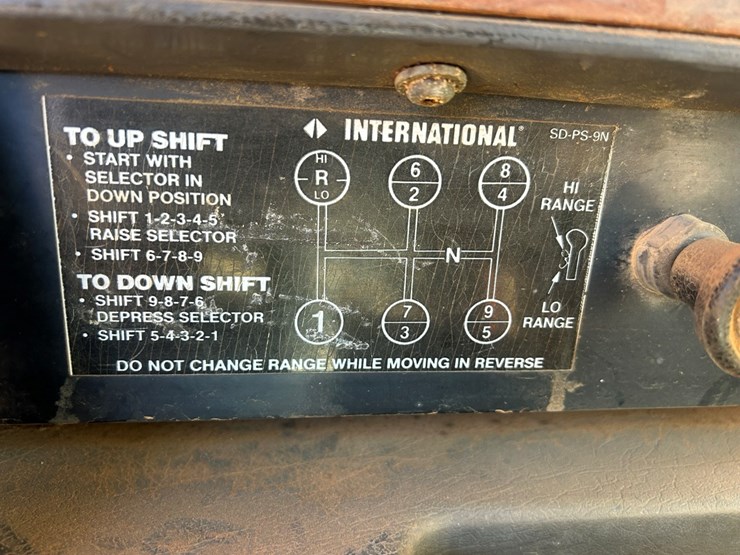 TO UP SHIFT
• START WITH
SELECTOR IN
DOWN POSITION
• SHIFT 1-2-3-4-5
RAISE SELECTOR
• SHIFT 6-7-8-9
TO DOWN SHIFT
• SHIFT 9-8-7-6
DEPRESS SELECTOR
• SHIFT 5-4-3-2-1
INTERNATIONAL®
SD-PS-9N
HI
R
LO
6
2
8
4
HI
RANGE
N
1
7
3
9
5
LO
RANGE
DO NOT CHANGE RANGE WHILE MOVING IN REVERSE